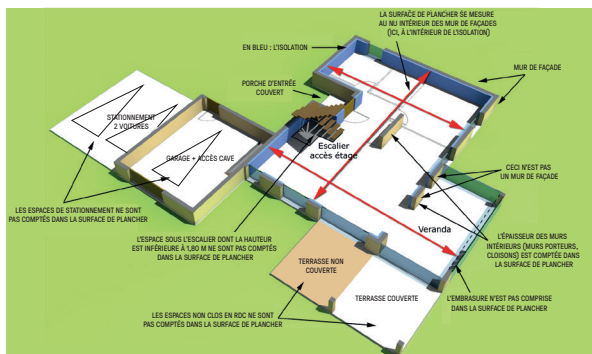 LA SURFACE DE PLANCHER SE MESURE
AU NU INTÉRIEUR DES MUR DE FAÇADES
(ICI, À L'INTÉRIEUR DE L'ISOLATION)
EN BLEU : L'ISOLATION
MUR DE FAÇADE
PORCHE D'ENTRÉE
COUVERT
STATIONNEMENT
2 VOITURES
Escalier
accès étage
GARAGE + ACCÈS CAVE
CECI N'EST PAS
UN MUR DE FAÇADE
LES ESPACES DE STATIONNEMENT NE SONT
PAS COMPTÉS DANS LA SURFACE DE PLANCHER
Veranda
L'ÉPAISSEUR DES MURS
INTÉRIEURS (MURS PORTEURS,
CLOISONS) EST COMPTÉE DANS
LA SURFACE DE PLANCHER
L'ESPACE SOUS L'ESCALIER DONT LA HAUTEUR
EST INFÉRIEURE À 1,80 M NE SONT PAS COMPTÉS
DANS LA SURFACE DE PLANCHER
TERRASSE NON
COUVERTE
TERRASSE COUVERTE
L'EMBRASURE N'EST PAS COMPRISE
DANS LA SURFACE DE PLANCHER
LES ESPACES NON CLOS EN RDC NE SONT
PAS COMPTÉS DANS LA SURFACE DE PLANCHER